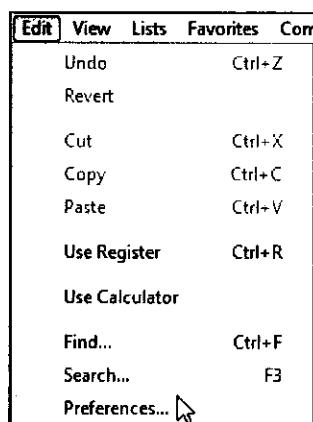 Edit View Lists Favorites Com
Undo Ctrl+Z
Revert
Cut Ctrl+X
Copy Ctrl+C
Paste Ctrl+V
Use Register Ctrl+R
Use Calculator
Find... Ctrl+F
Search... F3
Preferences...